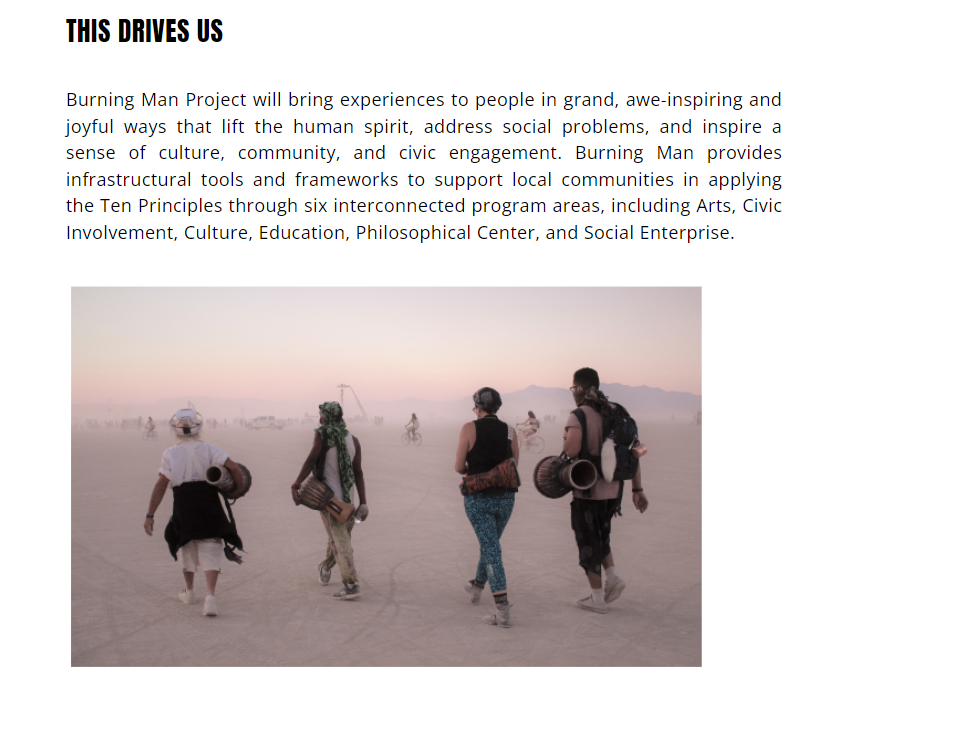 THIS DRIVES US
Burning Man Project will bring experiences to people in grand, awe-inspiring and
joyful ways that lift the human spirit, address social problems, and inspire a
sense of culture, community, and civic engagement. Burning Man provides
infrastructural tools and frameworks to support local communities in applying
the Ten Principles through six interconnected program areas, including Arts, Civic
Involvement, Culture, Education, Philosophical Center, and Social Enterprise.